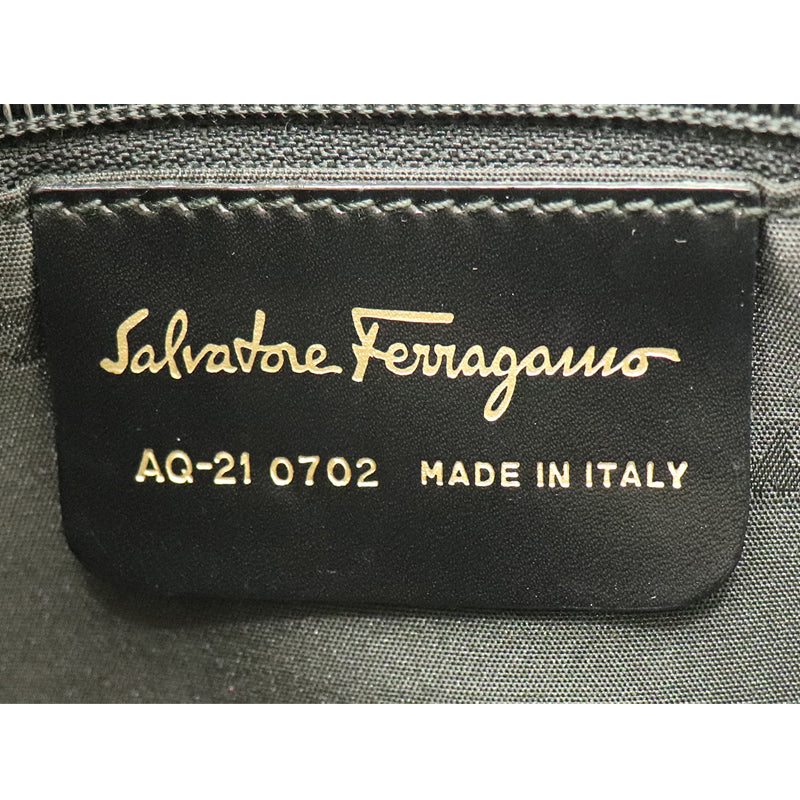 Salvatore Ferragamo
AQ-21 0702 MADE IN ITALY